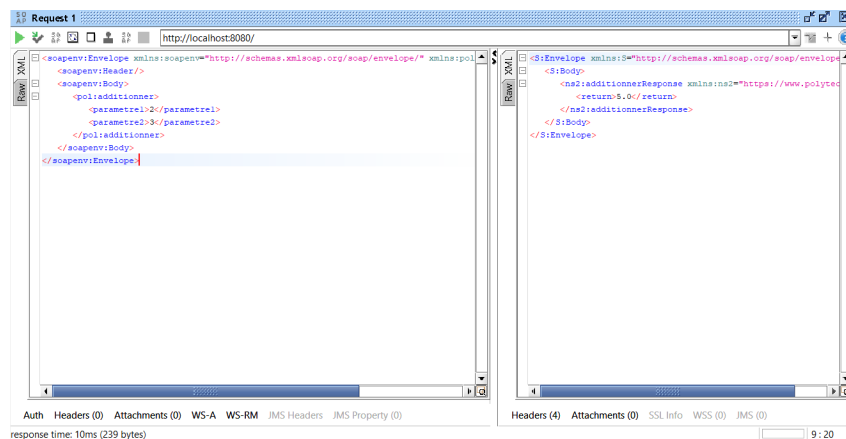 SO AP Request 1
http://localhost:8080/
XML
Raw
<soapenv:Envelope xmlns:soapenv="http://schemas.xmlsoap.org/soap/envelope/" xmlns:pol
<soapenv:Header/>
<soapenv:Body>
<pol:additionner>
<parametre1>2</parametre1>
<parametre2>3</parametre2>
</pol:additionner>
</soapenv:Body>
</soapenv:Envelope>
XML
Raw
<S:Envelope xmlns:S="http://schemas.xmlsoap.org/soap/envelope
<S:Body>
<ns2:additionnerResponse xmlns:ns2="https://www.polytec
<return>5.0</return>
</ns2:additionnerResponse>
</S:Body>
</S:Envelope>
Auth Headers (0) Attachments (0) WS-A WS-RM JMS Headers JMS Property (0)
Headers (4) Attachments (0) SSL Info WSS (0) JMS (0)
response time: 10ms (239 bytes)
9 : 20